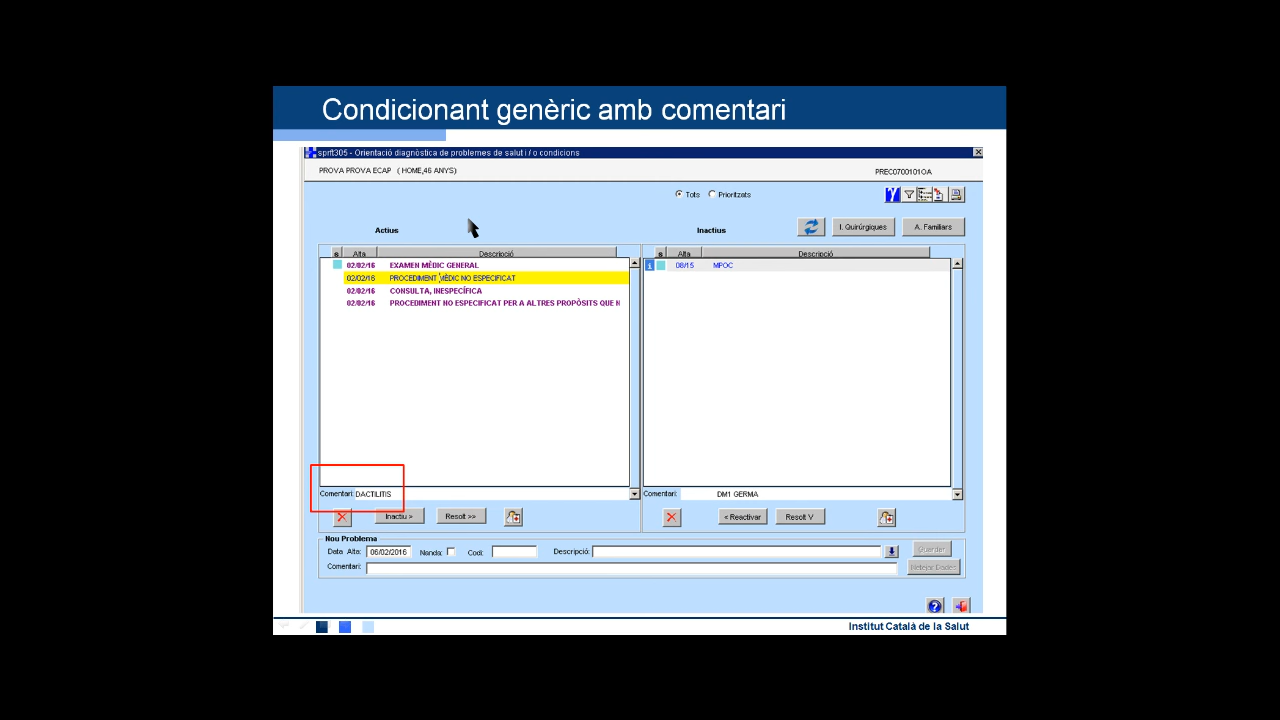 Condicionant genèric amb comentari
sprft305 - Orientació diagnòstica de problemes de salut i / o condicions
PROVA PROVA ECAP ( HOME,46 ANYS)
PREC0700101OA
Tots Prioritzats
Actius
Inactius
I. Quirúrgiques
A. Familiars
s Alta Descripció
02/02/16 EXAMEN MÈDIC GENERAL
02/02/16 PROCEDIMENT MÈDIC NO ESPECIFICAT
02/02/16 CONSULTA, INESPECÍFICA
02/02/16 PROCEDIMENT NO ESPECIFICAT PER A ALTRES PROPÒSITS QUE N
s Alta Descripció
08/15 MPOC
Comentari: DACTILITIS
Comentari: DM1 GERMA
Inactiu >
Resolt >>
< Reactivar
Resolt V
Nou Problema
Data Alta: 06/02/2016 Nanda: Codi: Descripció: Guardar
Comentari: Netejar Dades
Institut Català de la Salut